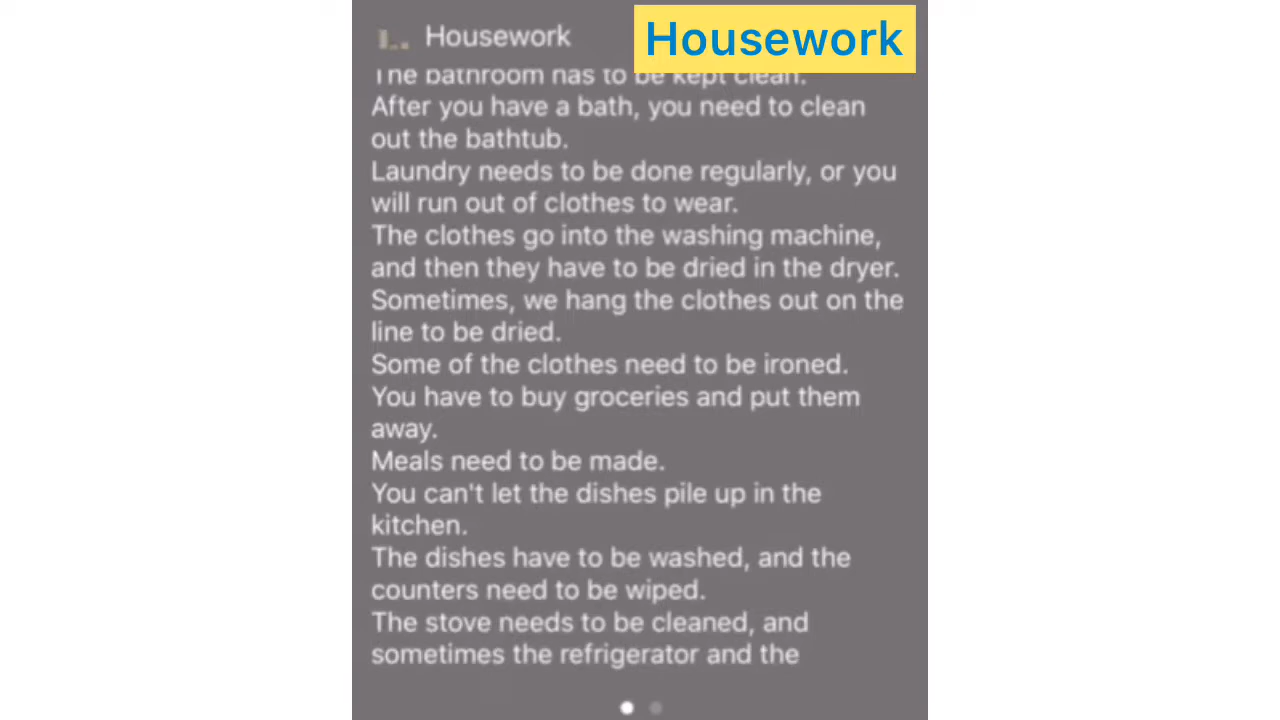 Housework
Housework
The bathroom has to be kept clean.
After you have a bath, you need to clean
out the bathtub.
Laundry needs to be done regularly, or you
will run out of clothes to wear.
The clothes go into the washing machine,
and then they have to be dried in the dryer.
Sometimes, we hang the clothes out on the
line to be dried.
Some of the clothes need to be ironed.
You have to buy groceries and put them
away.
Meals need to be made.
You can't let the dishes pile up in the
kitchen.
The dishes have to be washed, and the
counters need to be wiped.
The stove needs to be cleaned, and
sometimes the refrigerator and the